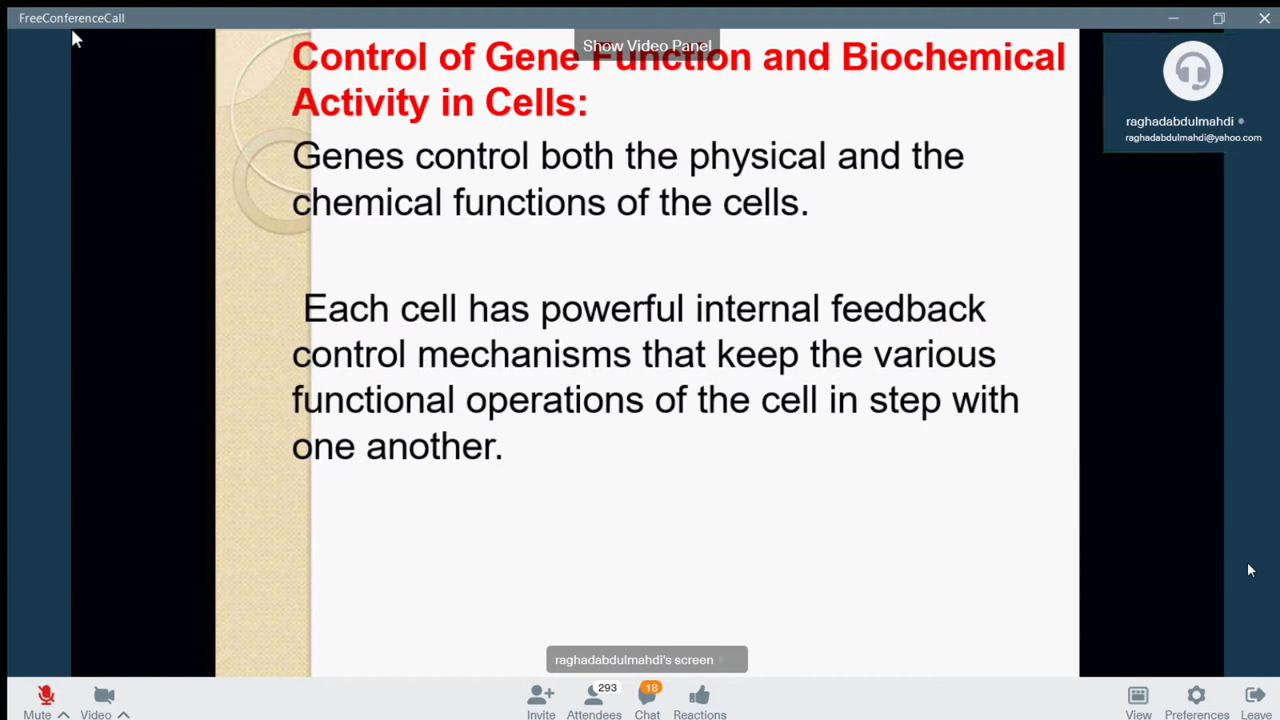 FreeConferenceCall
Show Video Panel
Control of Gene Function and Biochemical
Activity in Cells:
Genes control both the physical and the
chemical functions of the cells.
Each cell has powerful internal feedback
control mechanisms that keep the various
functional operations of the cell in step with
one another.
raghadabdulmahdi
raghadabdulmahdi@yahoo.com
raghadabdulmahdi's screen
293
18
Mute
Video
Invite
Attendees
Chat
Reactions
View
Preferences
Leave